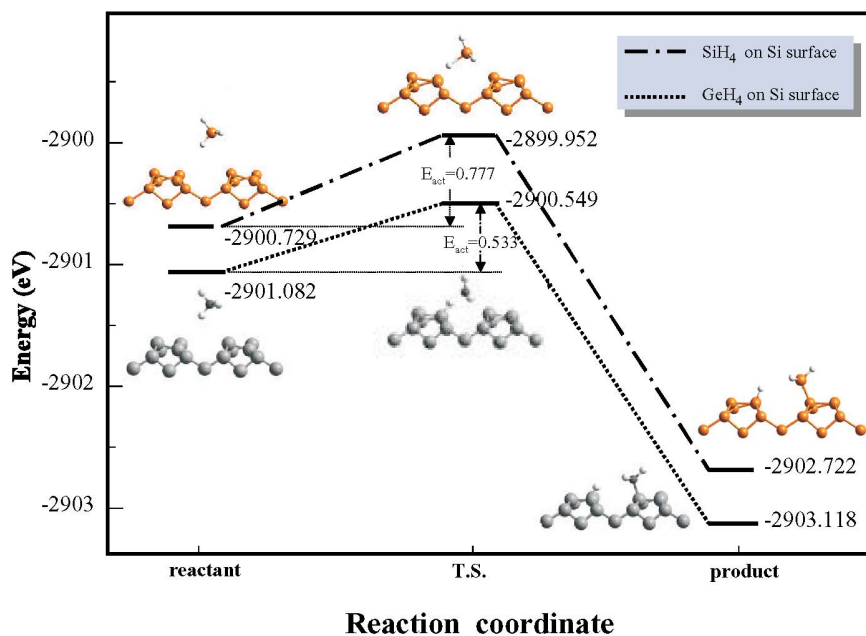 SiH4 on Si surface
GeH4 on Si surface
Energy (eV)
-2900
-2901
-2902
-2903
-2899.952
Eact=0.777
-2900.549
-2900.729
Eact=0.533
-2901.082
-2902.722
-2903.118
reactant
T.S.
product
Reaction coordinate